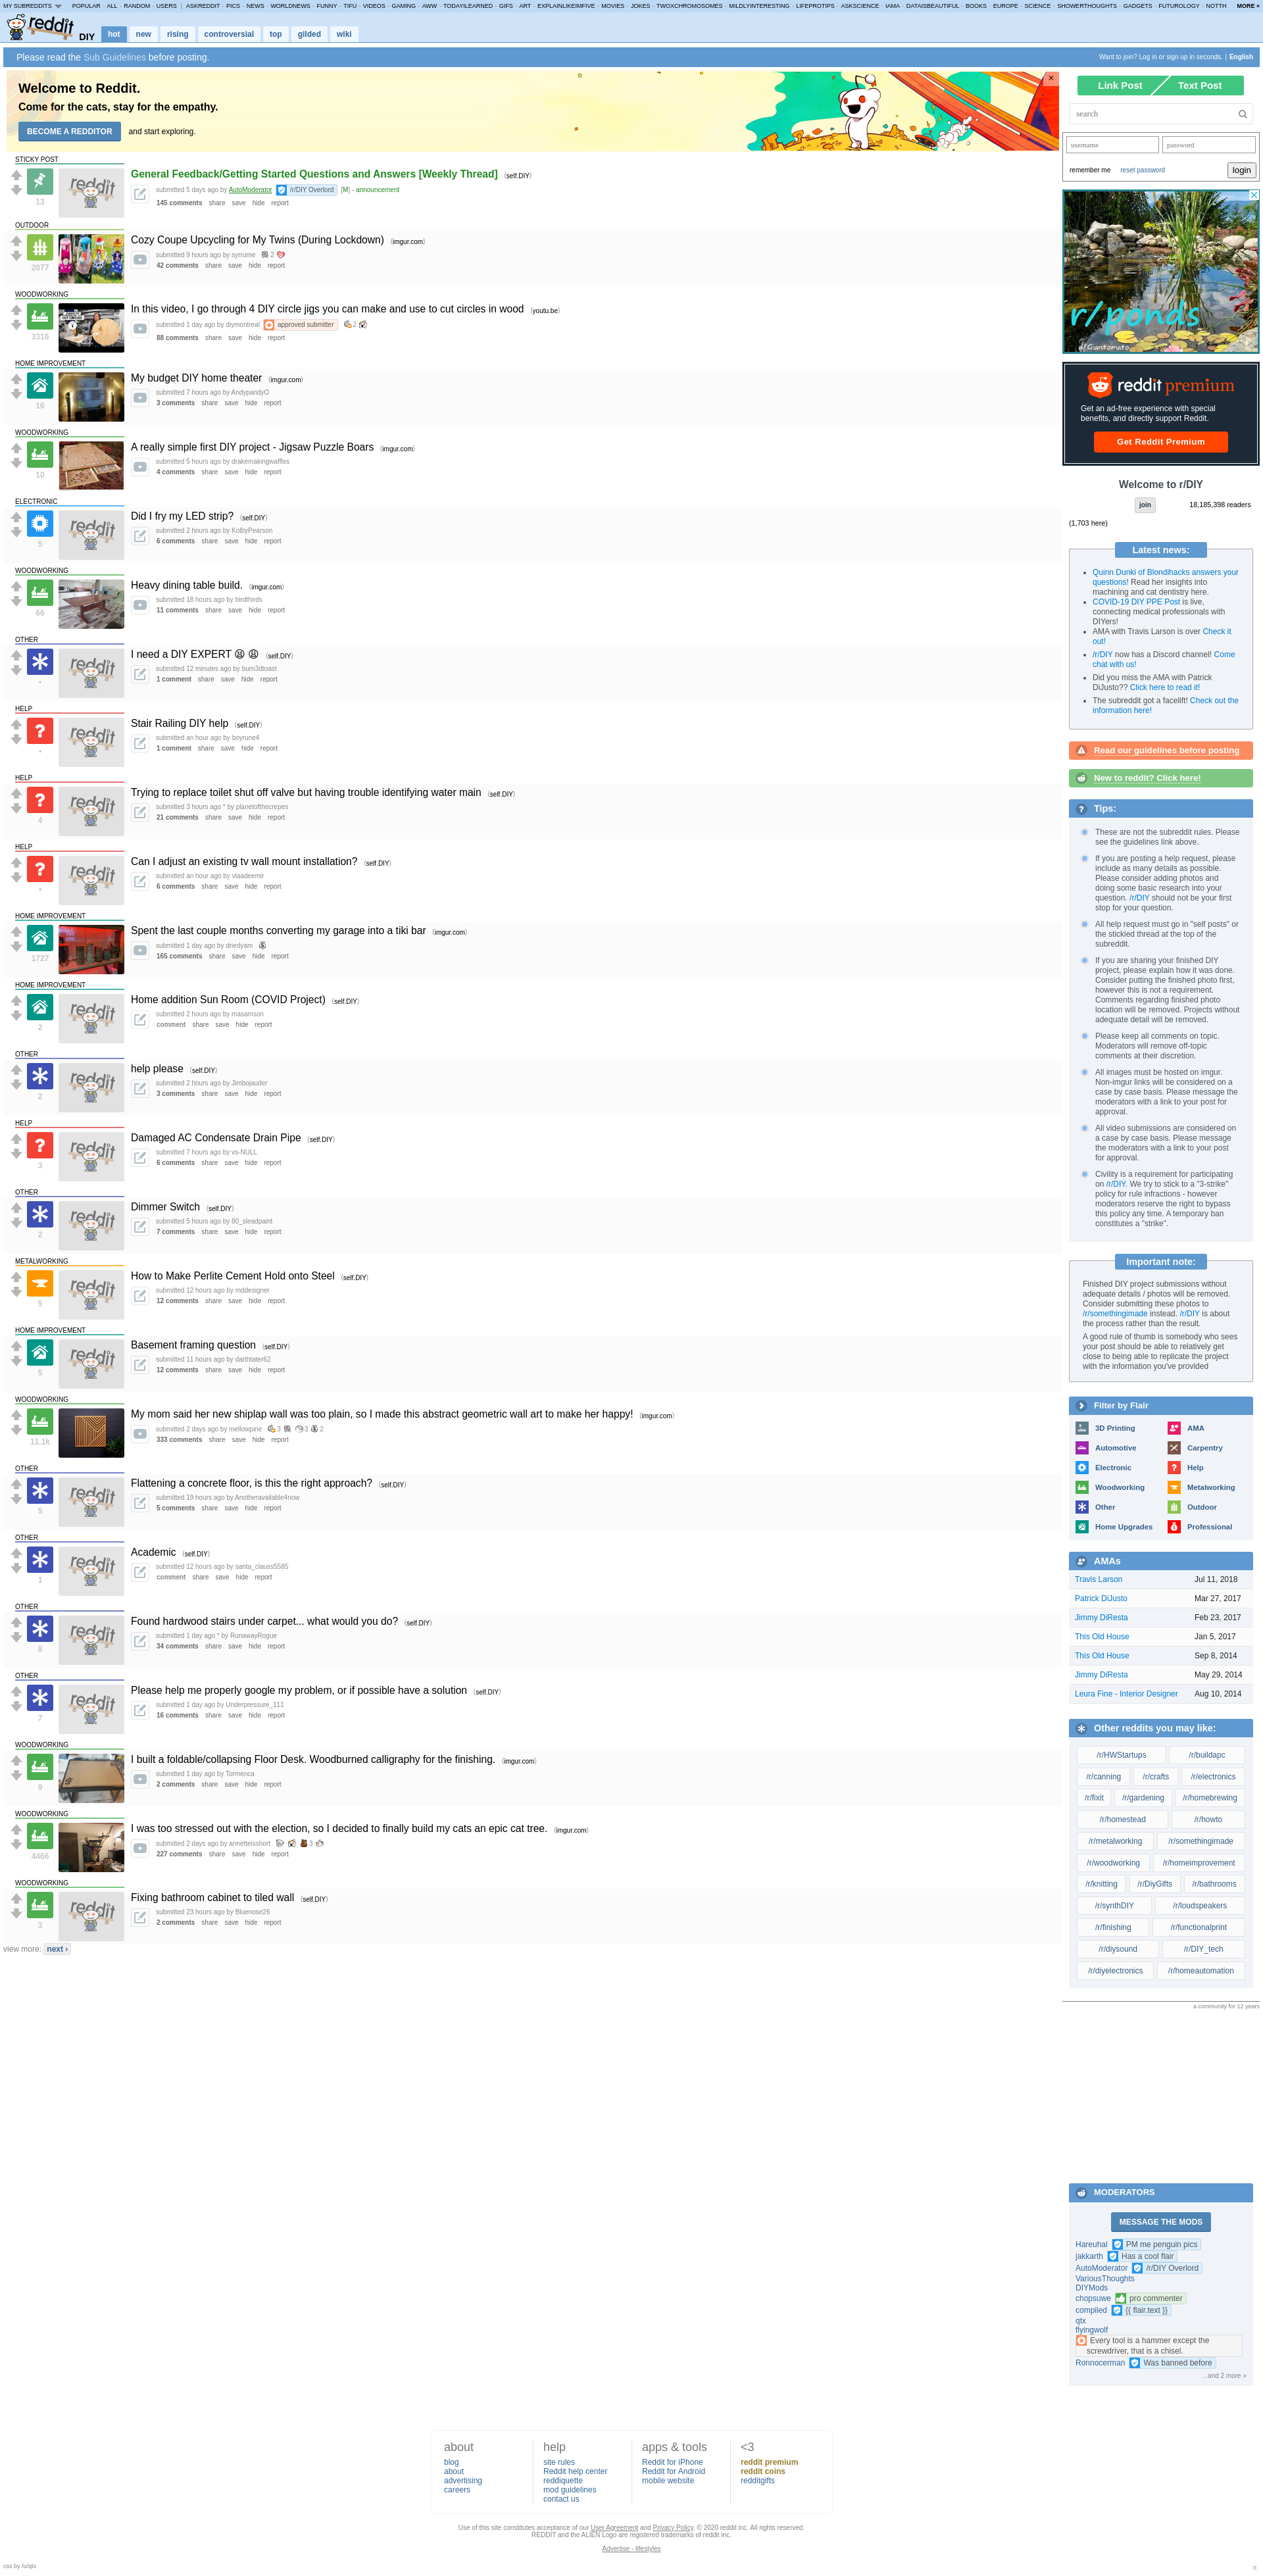 MY SUBREDDITS POPULAR - ALL - RANDOM - USERS | ASKREDDIT - PICS - NEWS - WORLDNEWS - FUNNY - TIFU - VIDEOS - GAMING - AWW - TODAYILEARNED - GIFS - ART - EXPLAINLIKEIMFIVE - MOVIES - JOKES - TWOXCHROMOSOMES - MILDLYINTERESTING - LIFEPROTIPS - ASKSCIENCE - IAMA - DATAISBEAUTIFUL - BOOKS - EUROPE - SCIENCE - SHOWERTHOUGHTS - GADGETS - FUTUROLOGY - NOTTH MORE »
reddit DIY hot new rising controversial top gilded wiki
Please read the Sub Guidelines before posting.
Want to join? Log in or sign up in seconds. | English
Welcome to Reddit.
Come for the cats, stay for the empathy.
BECOME A REDDITOR and start exploring.
STICKY POST
General Feedback/Getting Started Questions and Answers [Weekly Thread] (self.DIY)
13
submitted 5 days ago by AutoModerator /r/DIY Overlord [M] - announcement
145 comments share save hide report
OUTDOOR
Cozy Coupe Upcycling for My Twins (During Lockdown) (imgur.com)
2077
submitted 9 hours ago by syrrume 2
42 comments share save hide report
WOODWORKING
In this video, I go through 4 DIY circle jigs you can make and use to cut circles in wood (youtu.be)
3316
submitted 1 day ago by diymontreal approved submitter 2
88 comments share save hide report
HOME IMPROVEMENT
My budget DIY home theater (imgur.com)
16
submitted 7 hours ago by AndypandyO
3 comments share save hide report
WOODWORKING
A really simple first DIY project - Jigsaw Puzzle Boars (imgur.com)
10
submitted 5 hours ago by drakemakingwaffles
4 comments share save hide report
ELECTRONIC
Did I fry my LED strip? (self.DIY)
5
submitted 2 hours ago by KolbyPearson
6 comments share save hide report
WOODWORKING
Heavy dining table build. (imgur.com)
66
submitted 18 hours ago by birdthirds
11 comments share save hide report
OTHER
I need a DIY EXPERT 😫 😩 (self.DIY)
•
submitted 12 minutes ago by burri3dtoast
1 comment share save hide report
HELP
Stair Railing DIY help (self.DIY)
•
submitted an hour ago by boyrune4
1 comment share save hide report
HELP
Trying to replace toilet shut off valve but having trouble identifying water main (self.DIY)
4
submitted 3 hours ago * by planetofthecrepes
21 comments share save hide report
HELP
Can I adjust an existing tv wall mount installation? (self.DIY)
•
submitted an hour ago by vlaadeemir
6 comments share save hide report
HOME IMPROVEMENT
Spent the last couple months converting my garage into a tiki bar (imgur.com)
1727
submitted 1 day ago by driedyam
165 comments share save hide report
HOME IMPROVEMENT
Home addition Sun Room (COVID Project) (self.DIY)
2
submitted 2 hours ago by masamson
comment share save hide report
OTHER
help please (self.DIY)
2
submitted 2 hours ago by Jimbojauder
3 comments share save hide report
HELP
Damaged AC Condensate Drain Pipe (self.DIY)
3
submitted 7 hours ago by vs-NULL
6 comments share save hide report
OTHER
Dimmer Switch (self.DIY)
2
submitted 5 hours ago by 80_sleadpaint
7 comments share save hide report
METALWORKING
How to Make Perlite Cement Hold onto Steel (self.DIY)
5
submitted 12 hours ago by mddesigner
12 comments share save hide report
HOME IMPROVEMENT
Basement framing question (self.DIY)
5
submitted 11 hours ago by darthtater62
12 comments share save hide report
WOODWORKING
My mom said her new shiplap wall was too plain, so I made this abstract geometric wall art to make her happy! (imgur.com)
11.1k
submitted 2 days ago by mellowpine 3 3 2
333 comments share save hide report
OTHER
Flattening a concrete floor, is this the right approach? (self.DIY)
5
submitted 19 hours ago by Anotheravailable4now
5 comments share save hide report
OTHER
Academic (self.DIY)
1
submitted 12 hours ago by santa_clauss5585
comment share save hide report
OTHER
Found hardwood stairs under carpet... what would you do? (self.DIY)
8
submitted 1 day ago * by RunawayRogue
34 comments share save hide report
OTHER
Please help me properly google my problem, or if possible have a solution (self.DIY)
7
submitted 1 day ago by Underpressure_111
16 comments share save hide report
WOODWORKING
I built a foldable/collapsing Floor Desk. Woodburned calligraphy for the finishing. (imgur.com)
9
submitted 1 day ago by Tormenca
2 comments share save hide report
WOODWORKING
I was too stressed out with the election, so I decided to finally build my cats an epic cat tree. (imgur.com)
4466
submitted 2 days ago by annetteisshort 3
227 comments share save hide report
WOODWORKING
Fixing bathroom cabinet to tiled wall (self.DIY)
3
submitted 23 hours ago by Bluenose26
2 comments share save hide report
view more: next ›
Link Post Text Post
search
username password
remember me reset password login
r/ponds
u/Giantomato
reddit premium
Get an ad-free experience with special
benefits, and directly support Reddit.
Get Reddit Premium
Welcome to r/DIY
join 18,185,398 readers
(1,703 here)
Latest news:
Quinn Dunki of Blondihacks answers your
questions! Read her insights into
machining and cat dentistry here.
COVID-19 DIY PPE Post is live,
connecting medical professionals with
DIYers!
AMA with Travis Larson is over Check it
out!
/r/DIY now has a Discord channel! Come
chat with us!
Did you miss the AMA with Patrick
DiJusto?? Click here to read it!
The subreddit got a facelift! Check out the
information here!
Read our guidelines before posting
New to reddit? Click here!
Tips:
These are not the subreddit rules. Please
see the guidelines link above.
If you are posting a help request, please
include as many details as possible.
Please consider adding photos and
doing some basic research into your
question. /r/DIY should not be your first
stop for your question.
All help request must go in "self posts" or
the stickied thread at the top of the
subreddit.
If you are sharing your finished DIY
project, please explain how it was done.
Consider putting the finished photo first,
however this is not a requirement.
Comments regarding finished photo
location will be removed. Projects without
adequate detail will be removed.
Please keep all comments on topic.
Moderators will remove off-topic
comments at their discretion.
All images must be hosted on imgur.
Non-imgur links will be considered on a
case by case basis. Please message the
moderators with a link to your post for
approval.
All video submissions are considered on
a case by case basis. Please message
the moderators with a link to your post
for approval.
Civility is a requirement for participating
on /r/DIY. We try to stick to a "3-strike"
policy for rule infractions - however
moderators reserve the right to bypass
this policy any time. A temporary ban
constitutes a "strike".
Important note:
Finished DIY project submissions without
adequate details / photos will be removed.
Consider submitting these photos to
/r/somethingimade instead. /r/DIY is about
the process rather than the result.
A good rule of thumb is somebody who sees
your post should be able to relatively get
close to being able to replicate the project
with the information you've provided
Filter by Flair
3D Printing AMA
Automotive Carpentry
Electronic Help
Woodworking Metalworking
Other Outdoor
Home Upgrades Professional
AMAs
Travis Larson Jul 11, 2018
Patrick DiJusto Mar 27, 2017
Jimmy DiResta Feb 23, 2017
This Old House Jan 5, 2017
This Old House Sep 8, 2014
Jimmy DiResta May 29, 2014
Leura Fine - Interior Designer Aug 10, 2014
Other reddits you may like:
/r/HWStartups /r/buildapc
/r/canning /r/crafts /r/electronics
/r/fixit /r/gardening /r/homebrewing
/r/homestead /r/howto
/r/metalworking /r/somethingimade
/r/woodworking /r/homeimprovement
/r/knitting /r/DiyGifts /r/bathrooms
/r/synthDIY /r/loudspeakers
/r/finishing /r/functionalprint
/r/diysound /r/DIY_tech
/r/diyelectronics /r/homeautomation
a community for 12 years
MODERATORS
MESSAGE THE MODS
Hareuhal PM me penguin pics
jakkarth Has a cool flair
AutoModerator /r/DIY Overlord
VariousThoughts
DIYMods
chopsuwe pro commenter
compiled {{ flair.text }}
qtx
flyingwolf
Every tool is a hammer except the
screwdriver, that is a chisel.
Ronnocerman Was banned before
...and 2 more »
about help apps & tools <3
blog site rules Reddit for iPhone reddit premium
about Reddit help center Reddit for Android reddit coins
advertising reddiquette mobile website redditgifts
careers mod guidelines
contact us
Use of this site constitutes acceptance of our User Agreement and Privacy Policy. © 2020 reddit inc. All rights reserved.
REDDIT and the ALIEN Logo are registered trademarks of reddit inc.
Advertise - lifestyles
css by /u/qtx
π